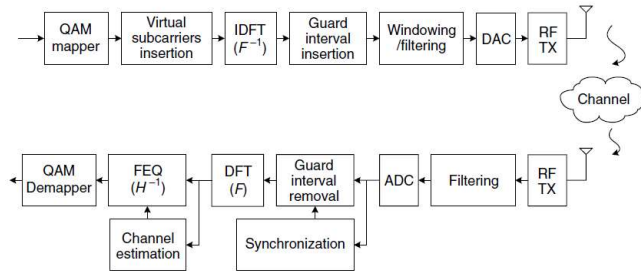 QAM
mapper
Virtual
subcarriers
insertion
IDFT
(F⁻¹)
Guard
interval
insertion
Windowing
/filtering
DAC
RF
TX
Channel
QAM
Demapper
FEQ
(H⁻¹)
DFT
(F)
Guard
interval
removal
ADC
Filtering
RF
TX
Channel
estimation
Synchronization